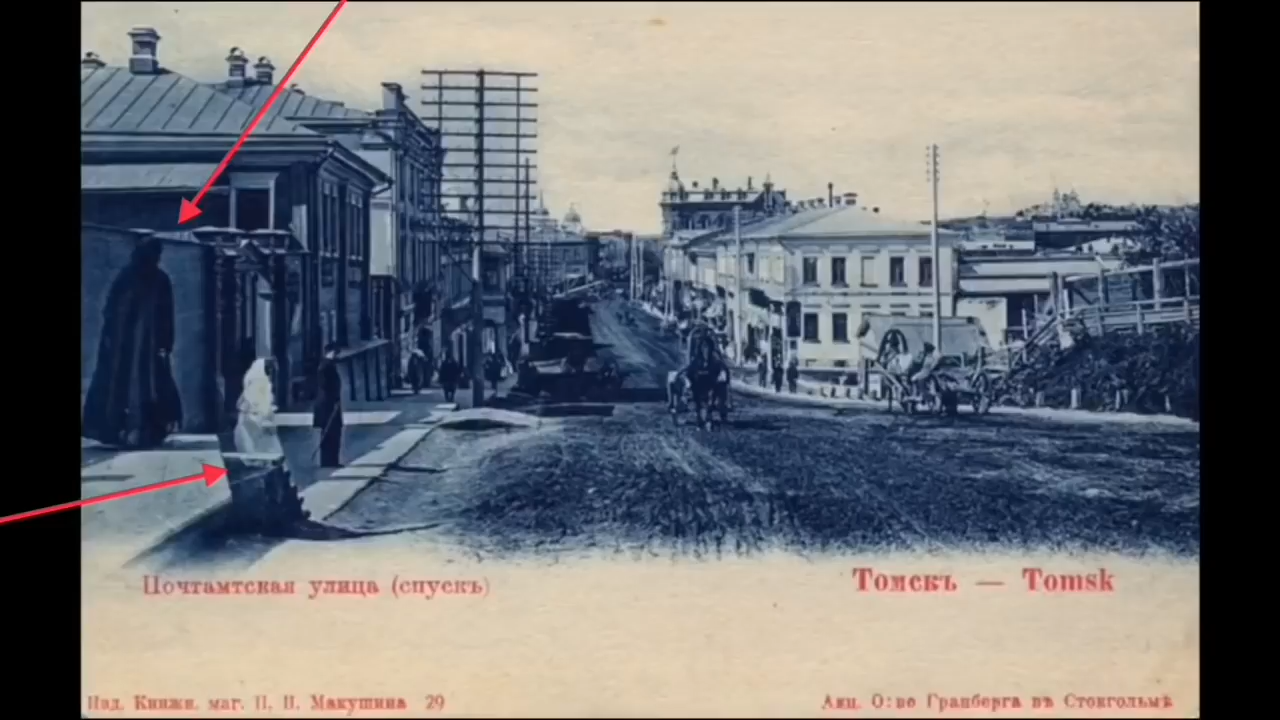 Почтамтская улица (спускъ)
Томскъ — Tomsk
Изд. Книжн. маг. П. И. Макушина 29
Акц. О:во Гранберга въ Стокгольмѣ